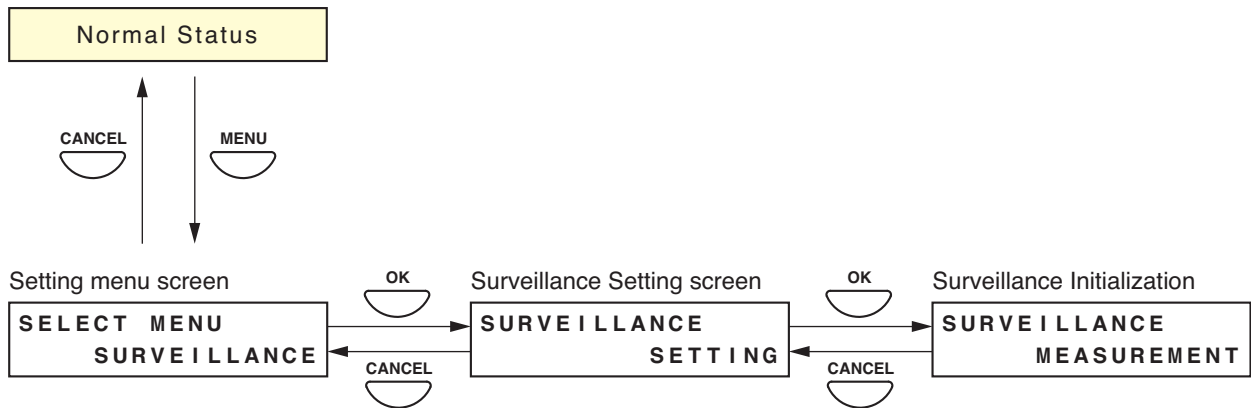 Normal Status
CANCEL
MENU
Setting menu screen
SELECT MENU
SURVEILLANCE
OK
CANCEL
Surveillance Setting screen
SURVEILLANCE
SETTING
OK
CANCEL
Surveillance Initialization
SURVEILLANCE
MEASUREMENT